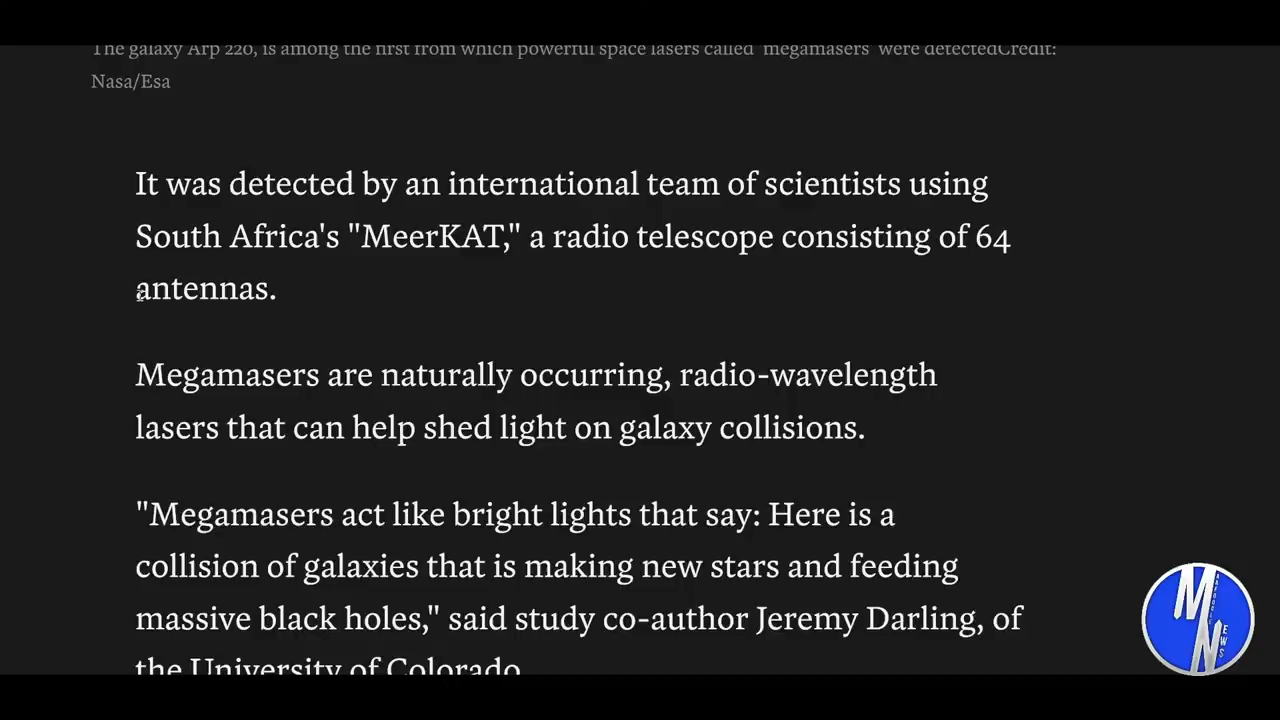 The galaxy Arp 220, is among the first from which powerful space lasers called 'megamasers' were detectedCredit:
Nasa/Esa
It was detected by an international team of scientists using
South Africa's "MeerKAT," a radio telescope consisting of 64
antennas.
Megamasers are naturally occurring, radio-wavelength
lasers that can help shed light on galaxy collisions.
"Megamasers act like bright lights that say: Here is a
collision of galaxies that is making new stars and feeding
massive black holes," said study co-author Jeremy Darling, of
the University of Colorado
M
N
EWS